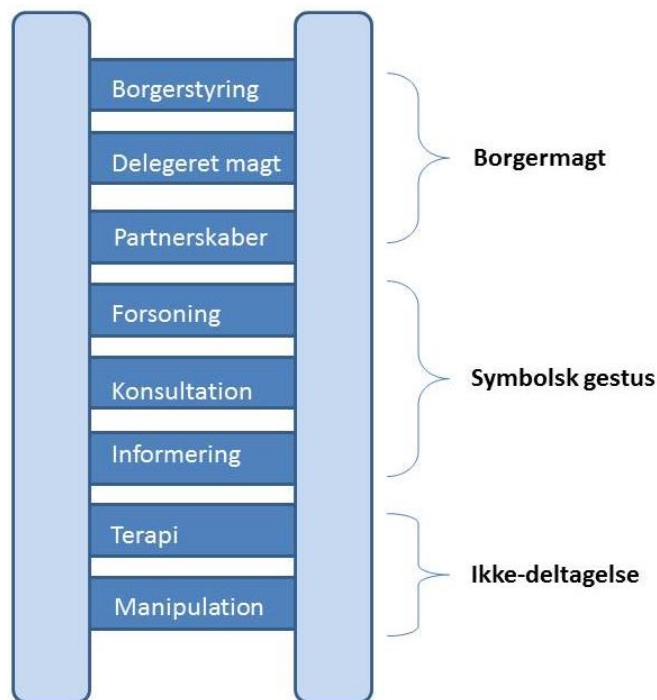 Borgerstyring
Delegeret magt
Partnerskaber
Borgermagt
Forsoning
Konsultation
Informering
Symbolsk gestus
Terapi
Manipulation
Ikke-deltagelse